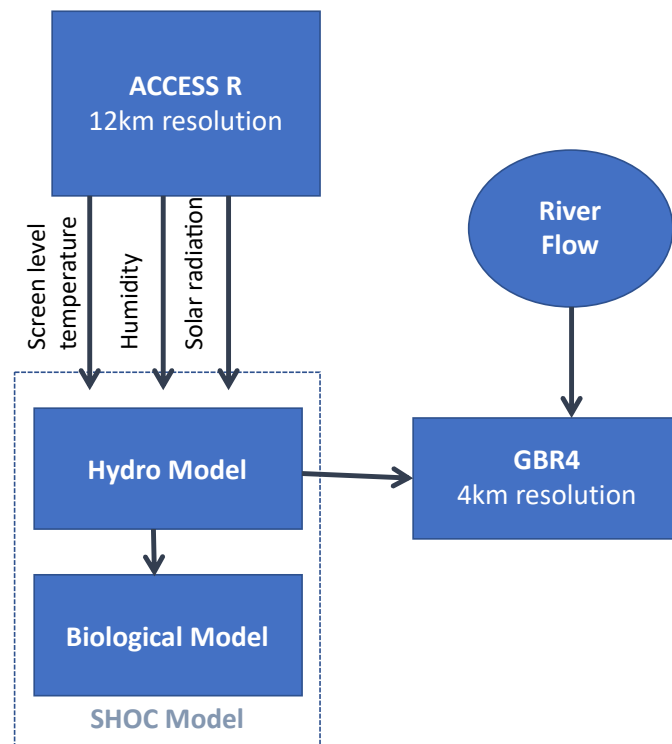 ACCESS R
12km resolution
Screen level
temperature
Humidity
Solar radiation
River
Flow
Hydro Model
GBR4
4km resolution
Biological Model
SHOC Model